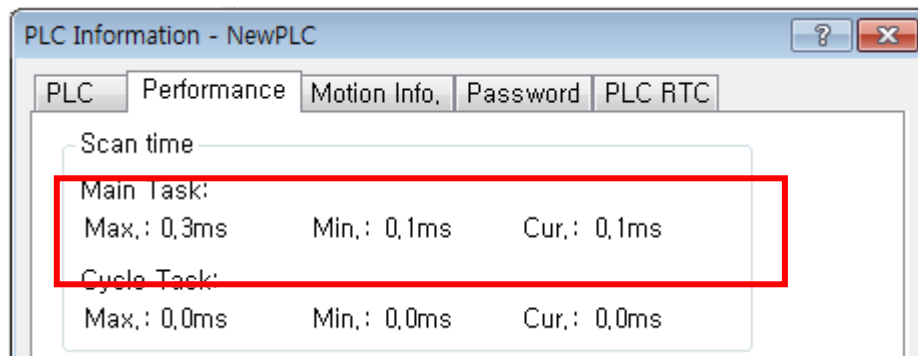 PLC Information - NewPLC
PLC Performance Motion Info. Password PLC RTC
Scan time
Main Task:
Max.: 0.3ms Min.: 0.1ms Cur.: 0.1ms
Cycle Task:
Max.: 0.0ms Min.: 0.0ms Cur.: 0.0ms